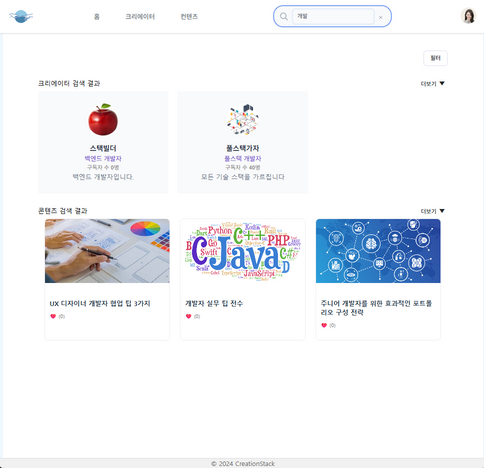 홈 크리에이터 컨텐츠 개발 ×
필터
크리에이터 검색 결과 더보기 ▼
스택빌더 풀스택가자
백엔드 개발자 풀스택 개발자
구독자 수 0명 구독자 수 40명
백엔드 개발자입니다. 모든 기술 스택을 가르칩니다
콘텐츠 검색 결과 더보기 ▼
Python
Go
Swift
C++
Java
PHP
C#
JavaScript
UX 디자이너 개발자 협업 팁 3가지 개발자 실무 팁 전수 주니어 개발자를 위한 효과적인 포트폴
리오 구성 전략
(0) (0) (0)
© 2024 CreationStack